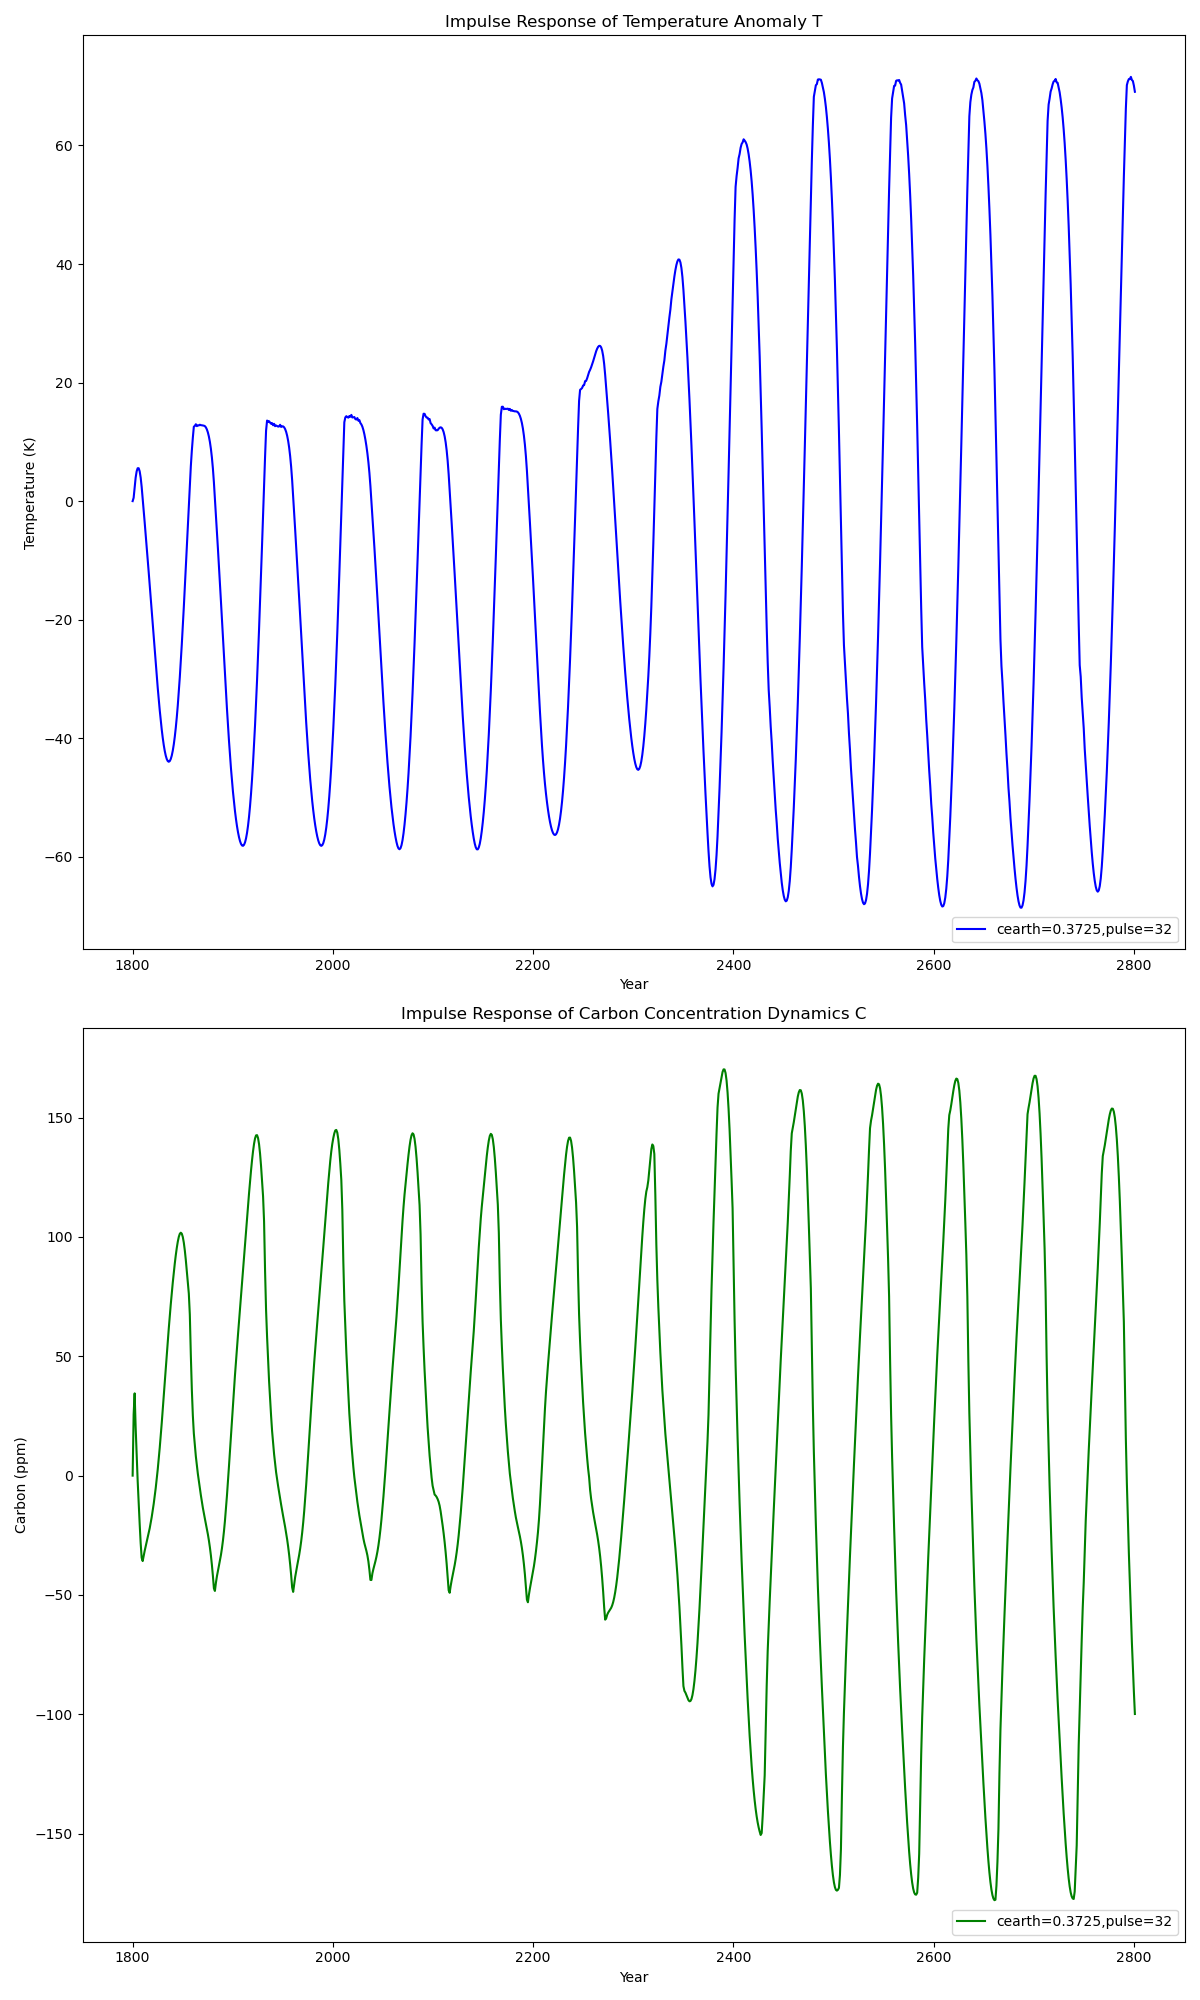 Impulse Response of Temperature Anomaly T
Temperature (K)
60
40
20
0
−20
−40
−60
cearth=0.3725,pulse=32
1800 2000 2200 2400 2600 2800
Year
Impulse Response of Carbon Concentration Dynamics C
Carbon (ppm)
150
100
50
0
−50
−100
−150
cearth=0.3725,pulse=32
1800 2000 2200 2400 2600 2800
Year